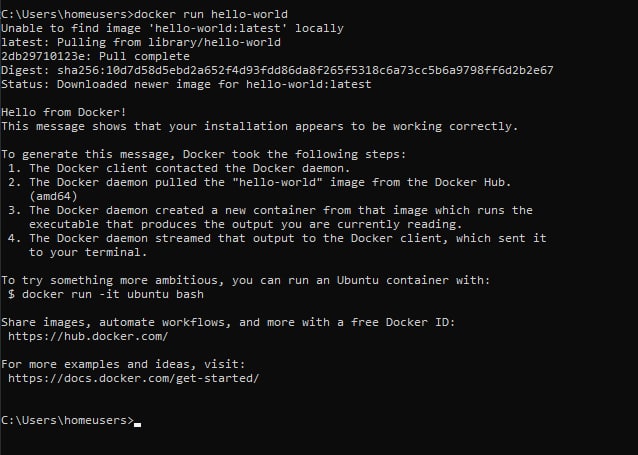 C:\Users\homeusers>docker run hello-world
Unable to find image 'hello-world:latest' locally
latest: Pulling from library/hello-world
2db29710123e: Pull complete
Digest: sha256:10d7d58d5ebd2a652f4d93fdd86da8f265f5318c6a73cc5b6a9798ff6d2b2e67
Status: Downloaded newer image for hello-world:latest

Hello from Docker!
This message shows that your installation appears to be working correctly.

To generate this message, Docker took the following steps:
 1. The Docker client contacted the Docker daemon.
 2. The Docker daemon pulled the "hello-world" image from the Docker Hub.
    (amd64)
 3. The Docker daemon created a new container from that image which runs the
    executable that produces the output you are currently reading.
 4. The Docker daemon streamed that output to the Docker client, which sent it
    to your terminal.

To try something more ambitious, you can run an Ubuntu container with:
 $ docker run -it ubuntu bash

Share images, automate workflows, and more with a free Docker ID:
 https://hub.docker.com/

For more examples and ideas, visit:
 https://docs.docker.com/get-started/

C:\Users\homeusers>